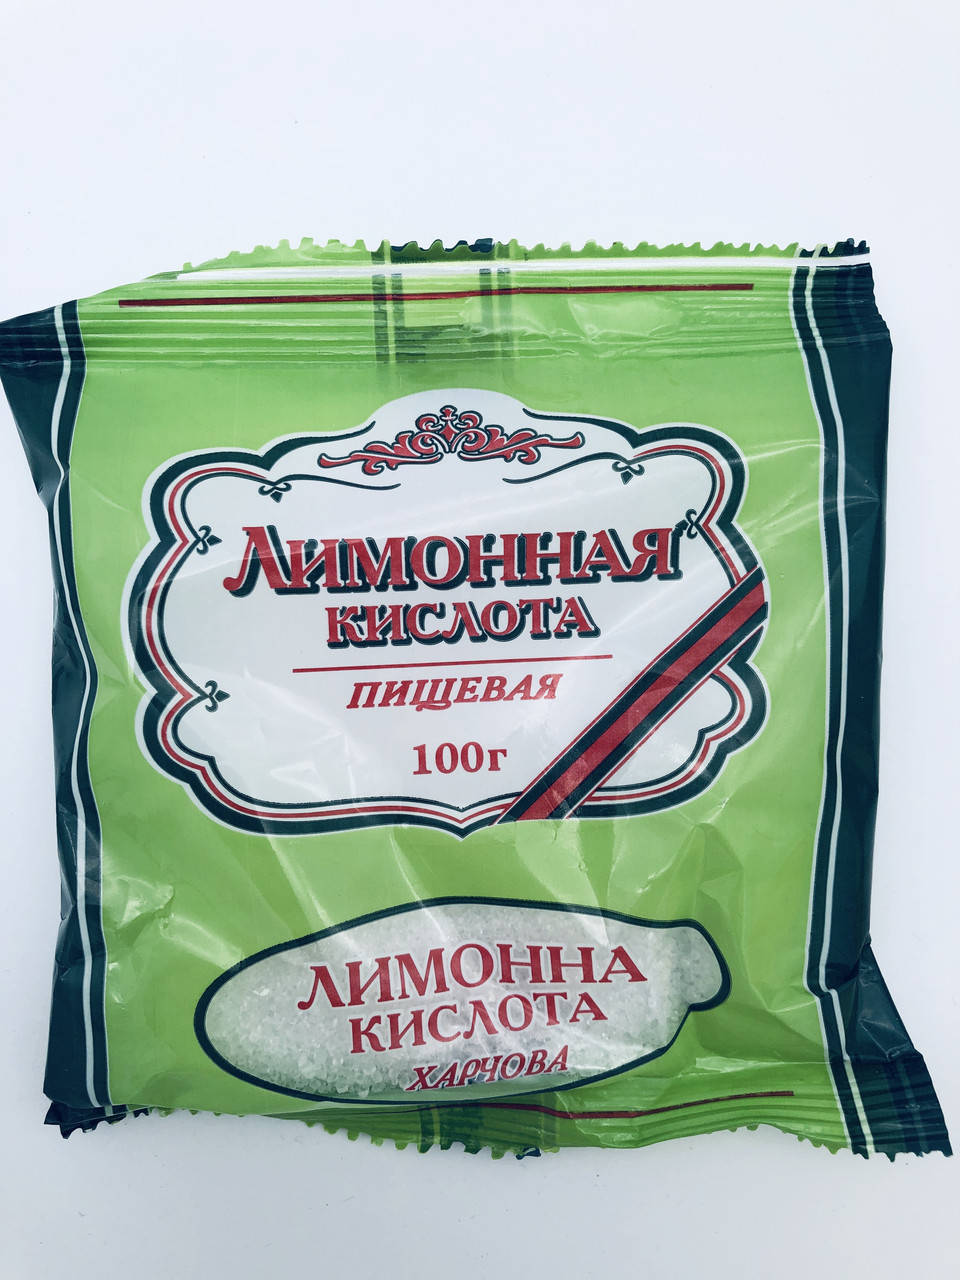 Лимонная
кислота
пищевая
100г
Лимонна
кислота
харчова